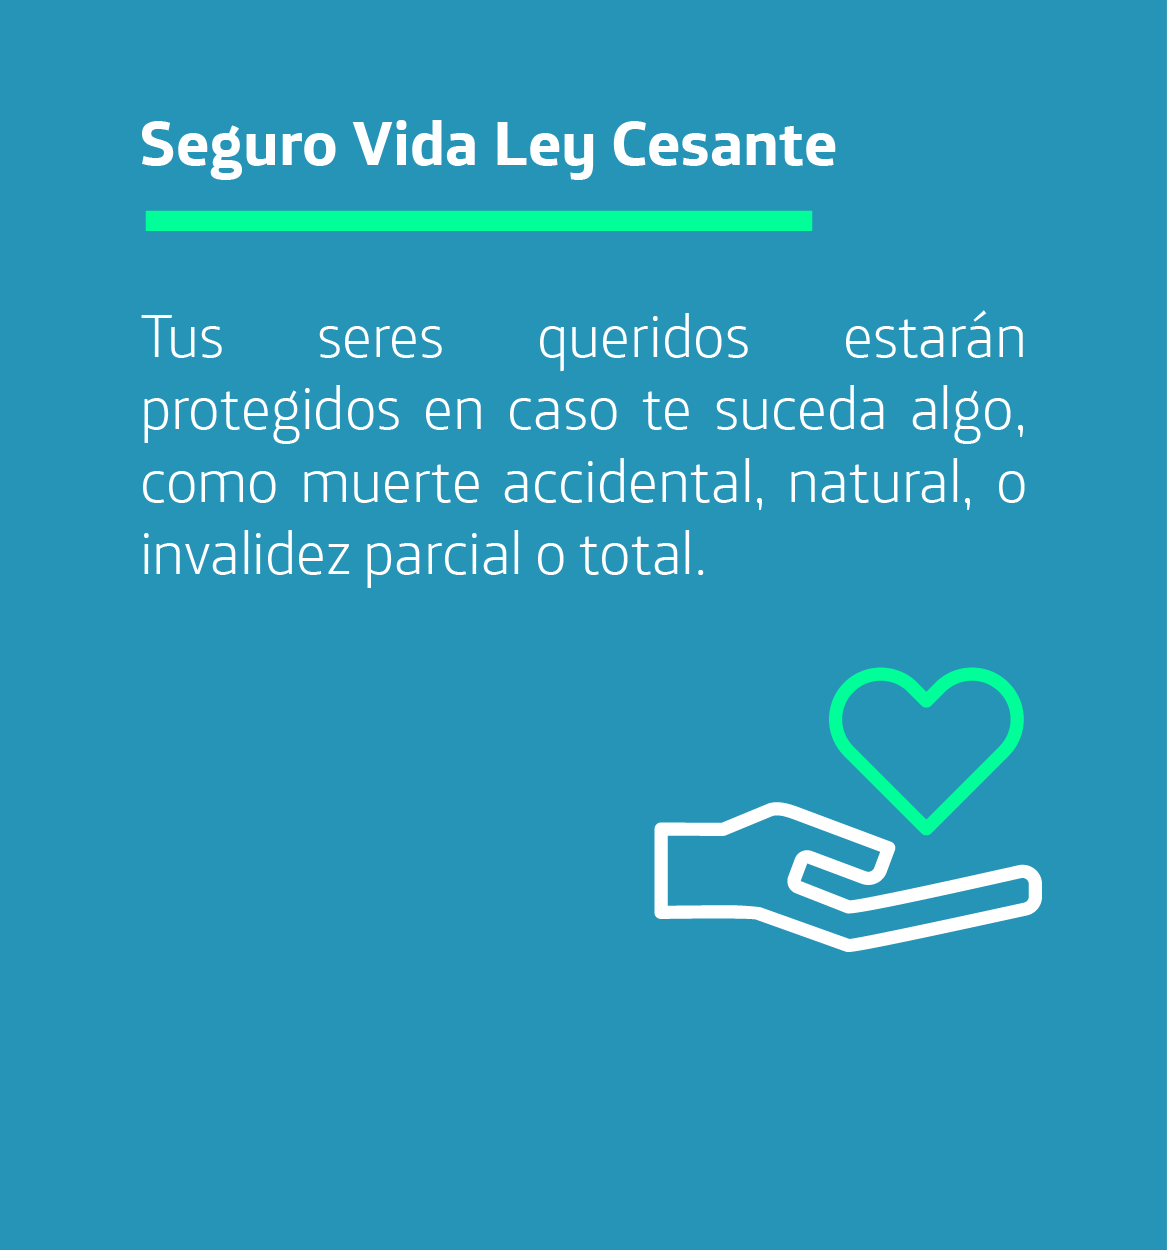 Seguro Vida Ley Cesante
Tus seres queridos estarán
protegidos en caso te suceda algo,
como muerte accidental, natural, o
invalidez parcial o total.